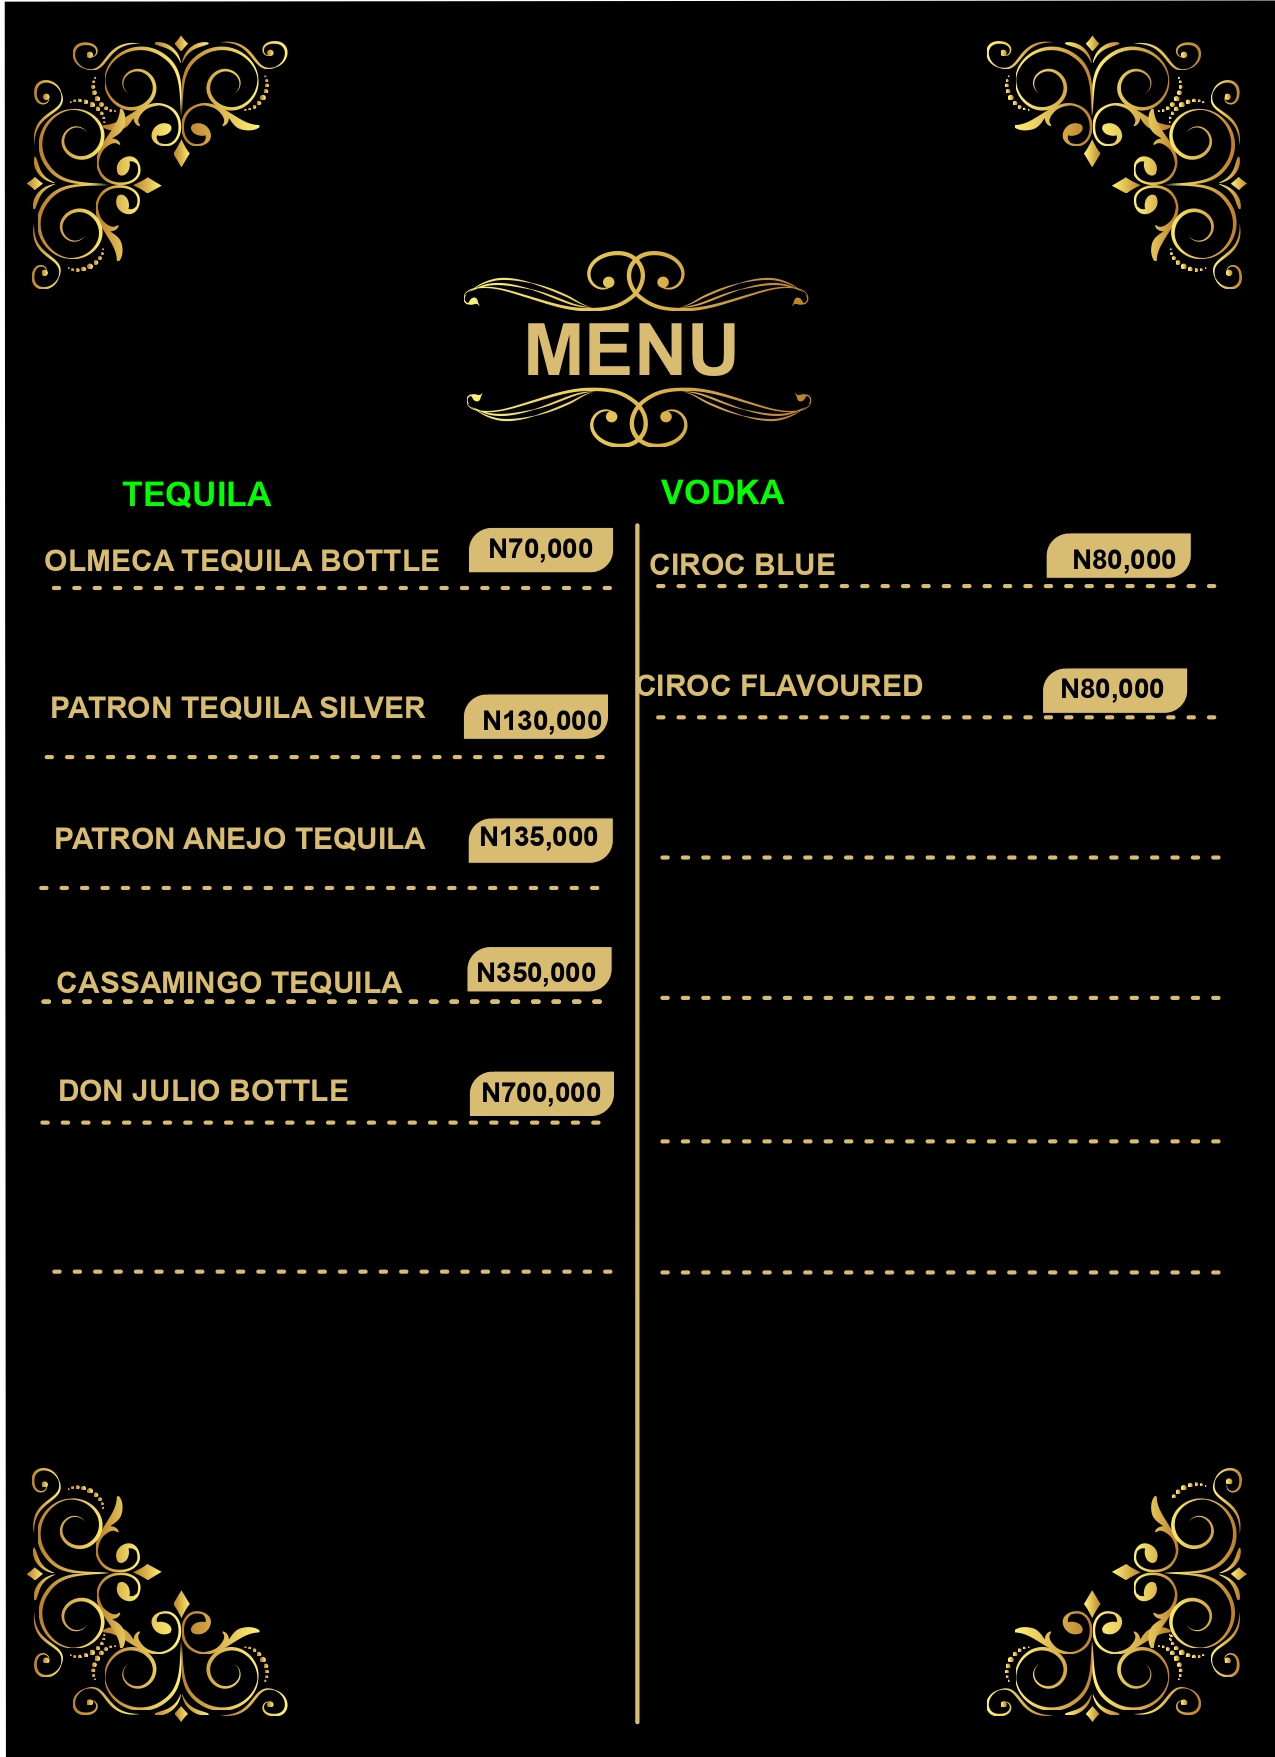 MENU
TEQUILA
OLMECA TEQUILA BOTTLE N70,000
PATRON TEQUILA SILVER N130,000
PATRON ANEJO TEQUILA N135,000
CASSAMINGO TEQUILA N350,000
DON JULIO BOTTLE N700,000
VODKA
CIROC BLUE N80,000
CIROC FLAVOURED N80,000